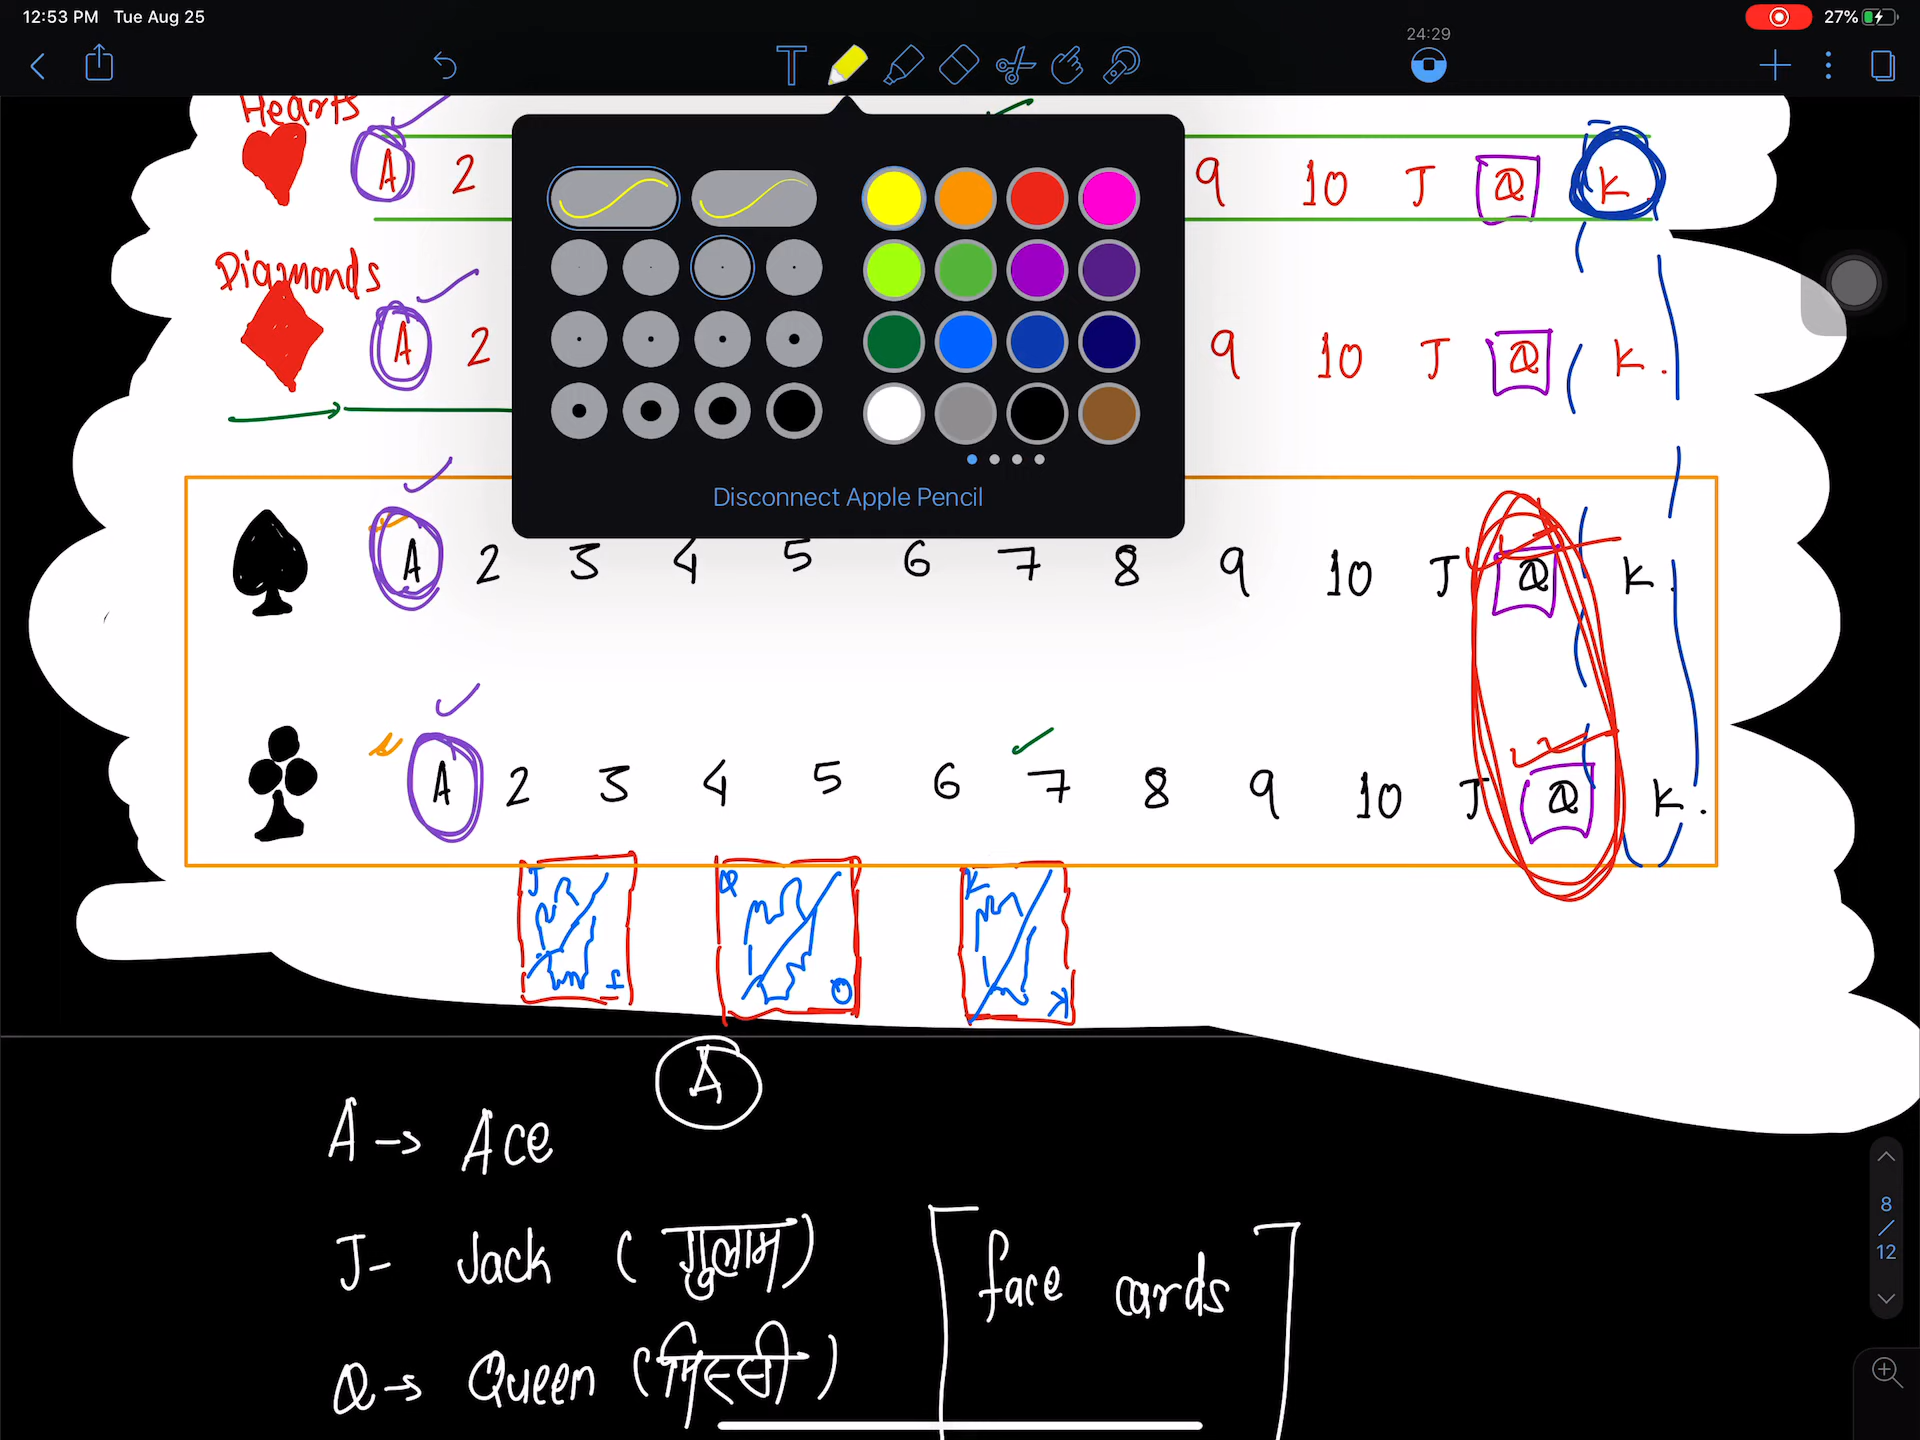 12:53 PM Tue Aug 25
27%
24:29
T
Hearts
A 2 9 10 J Q K
Diamonds
A 2 9 10 J Q K.
Disconnect Apple Pencil
A 2 3 4 5 6 7 8 9 10 J Q K.
A 2 3 4 5 6 7 8 9 10 J Q K.
J Q K
A
A → Ace
J - Jack (गुलाम)
face cards
Q → Queen
8
/
12